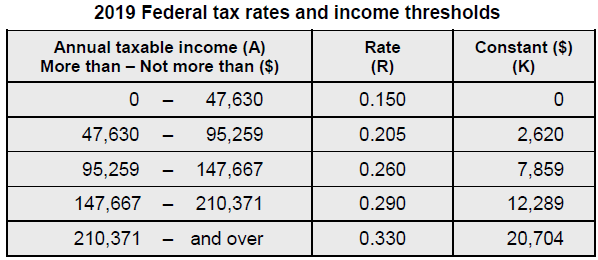 2019 Federal tax rates and income thresholds
Annual taxable income (A) Rate Constant ($)
More than – Not more than ($) (R) (K)
0 – 47,630 0.150 0
47,630 – 95,259 0.205 2,620
95,259 – 147,667 0.260 7,859
147,667 – 210,371 0.290 12,289
210,371 – and over 0.330 20,704